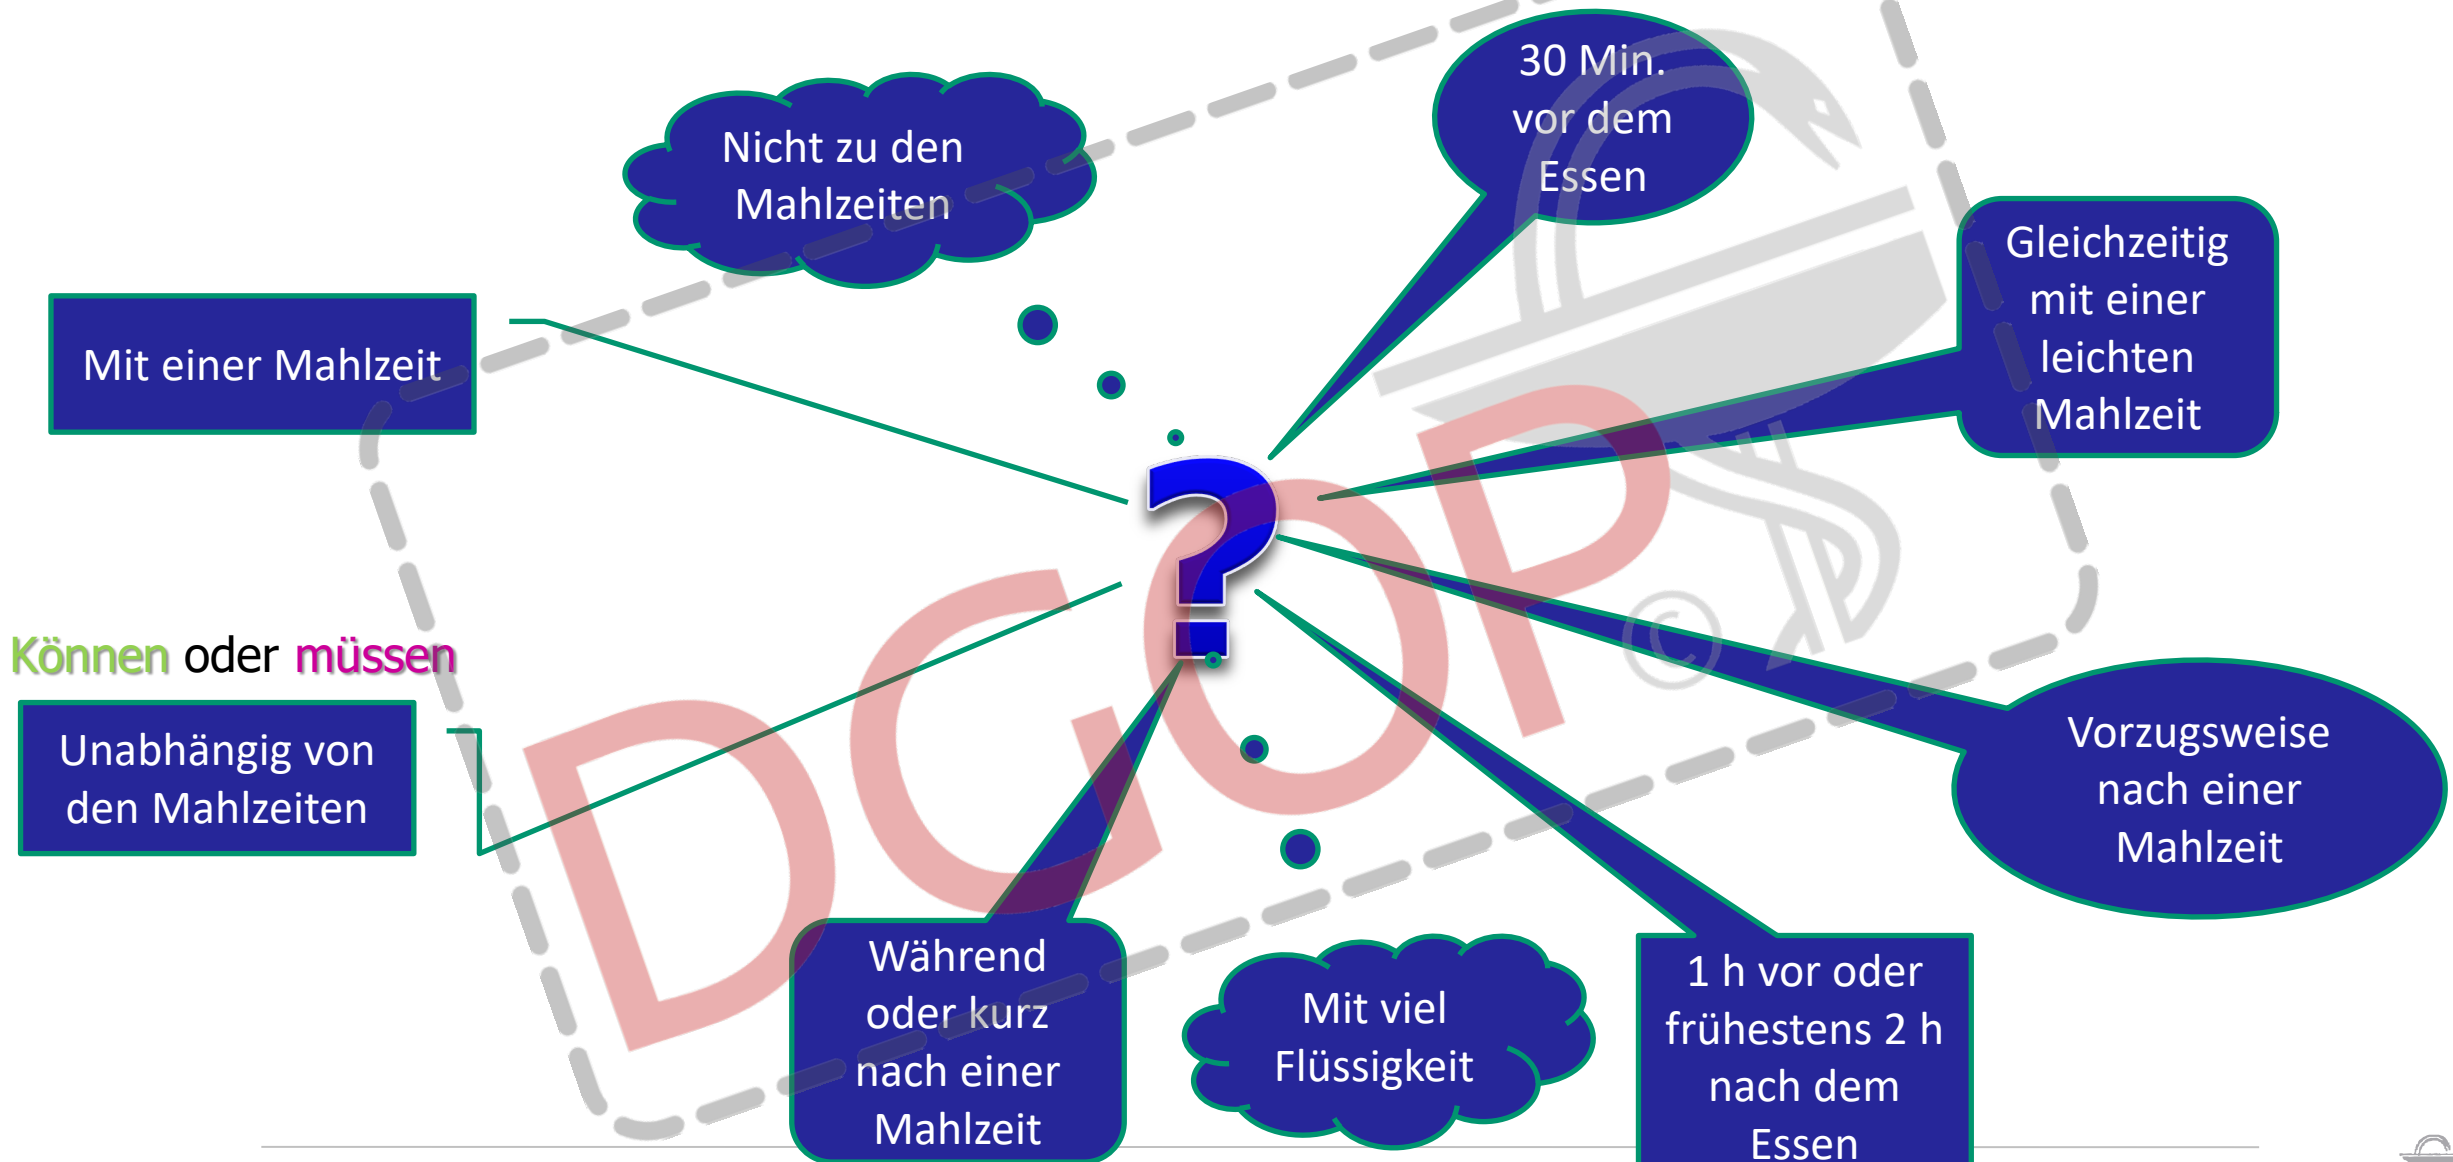 30 Min.
vor dem
Essen
Nicht zu den
Mahlzeiten
Gleichzeitig
mit einer
leichten
Mahlzeit
Mit einer Mahlzeit
?
Können oder müssen
Unabhängig von
den Mahlzeiten
Vorzugsweise
nach einer
Mahlzeit
Während
oder kurz
nach einer
Mahlzeit
Mit viel
Flüssigkeit
1 h vor oder
frühestens 2 h
nach dem
Essen
DGOP
©